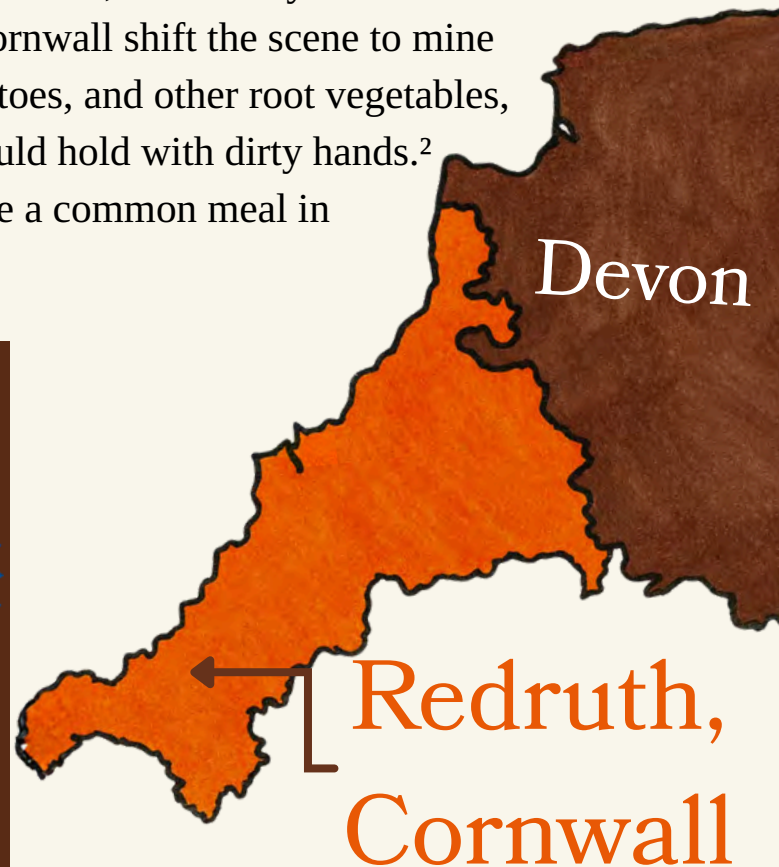 ornwall shift the scene to mine
toes, and other root vegetables,
uld hold with dirty hands.²
e a common meal in
Devon
Redruth,
Cornwall